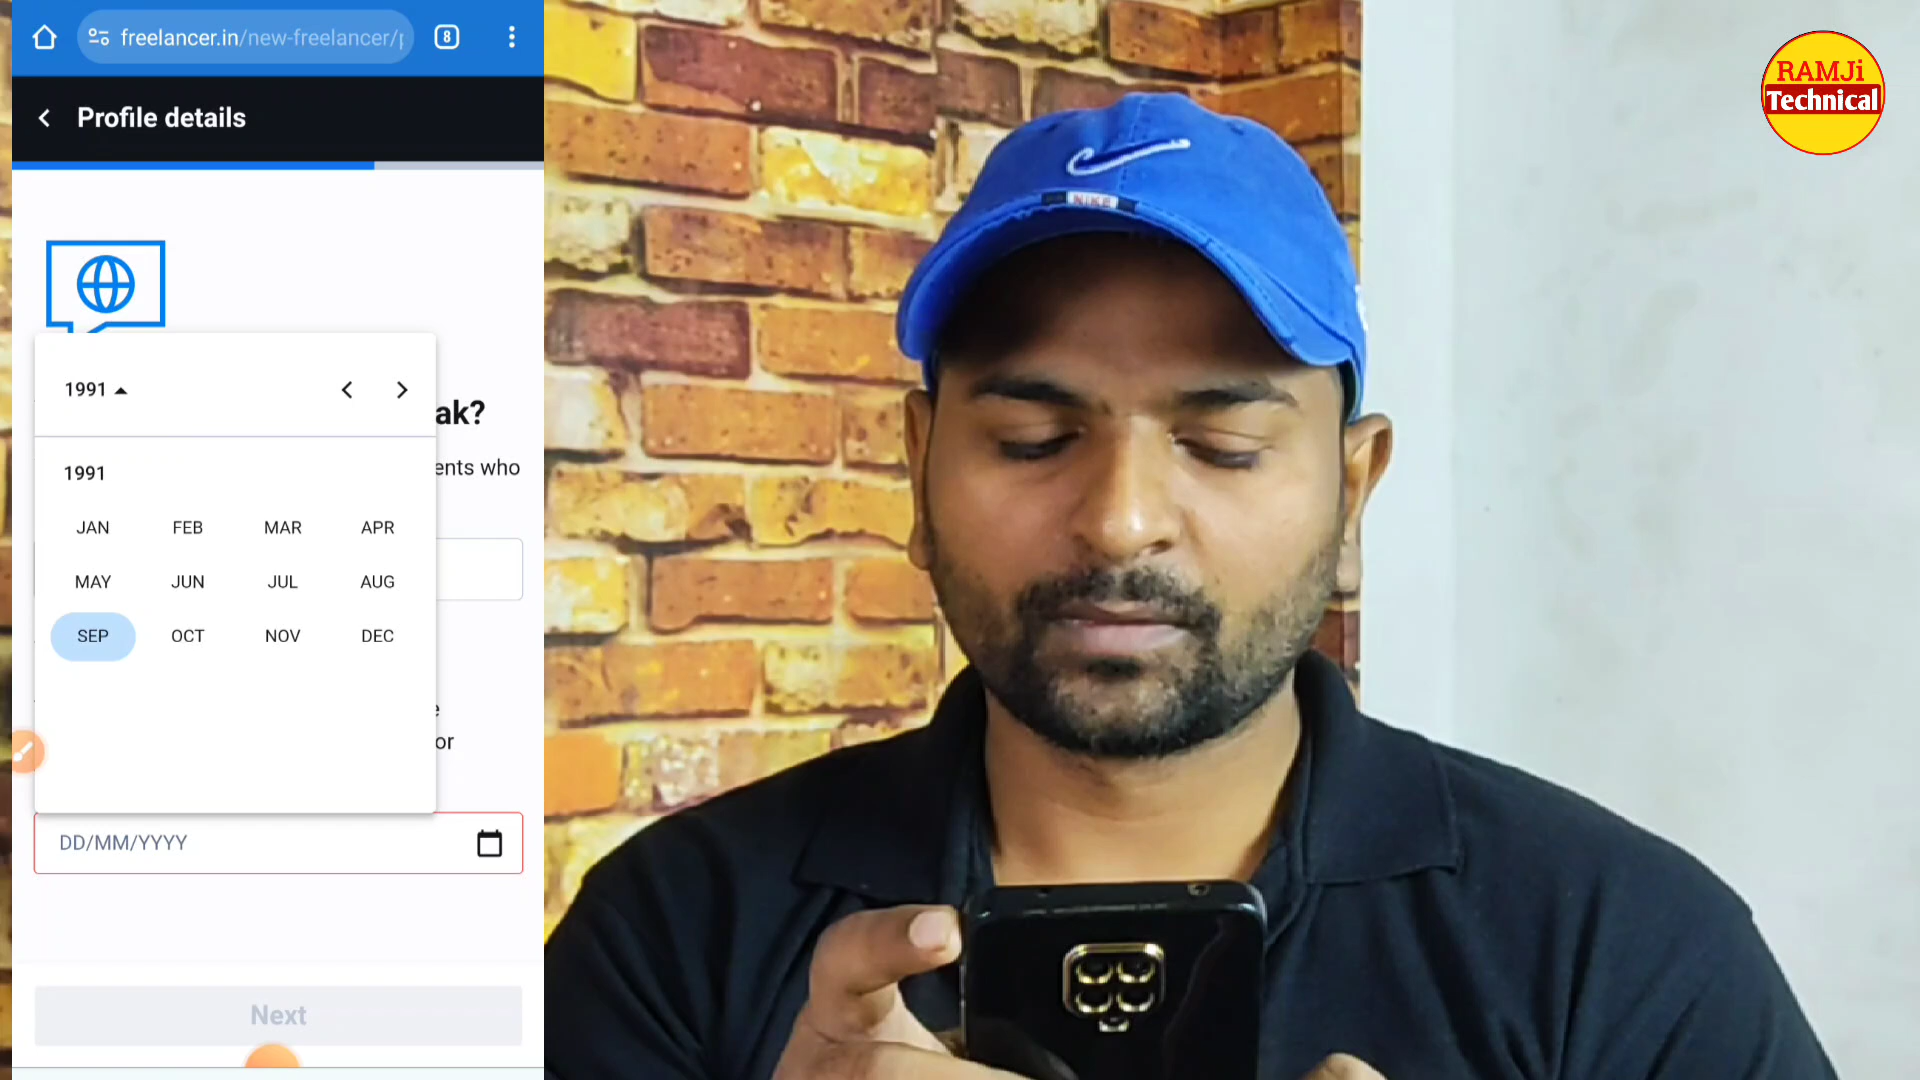 freelancer.in/new-freelancer/
8
Profile details
1991
ak?
ents who
1991
JAN FEB MAR APR
MAY JUN JUL AUG
SEP OCT NOV DEC
e
or
DD/MM/YYYY
Next
NIKE
RAMJi
Technical